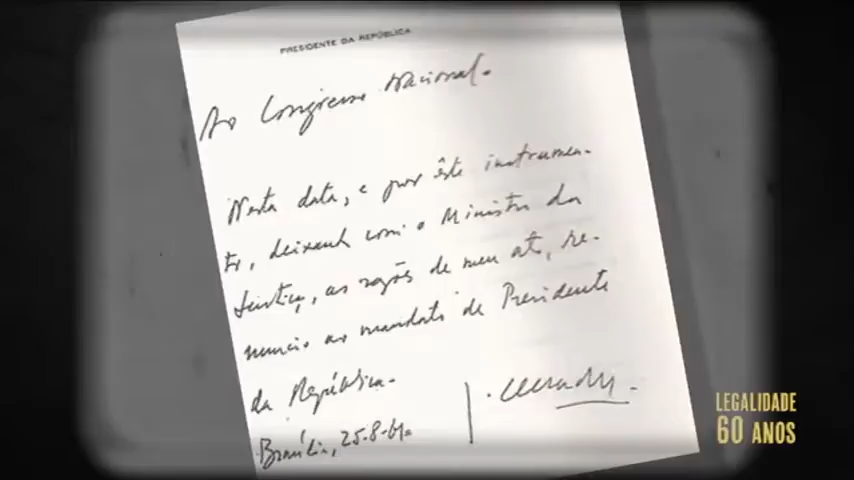 PRESIDENTE DA REPÚBLICA
Ao Congresso Nacional.
Nesta data, e por êste instrumen-
to, deixando com o Ministro da
Justiça, as razões de meu ato, re-
nuncio ao mandato de Presidente
da República.
Brasília, 25.8.61.
LEGALIDADE
60 ANOS